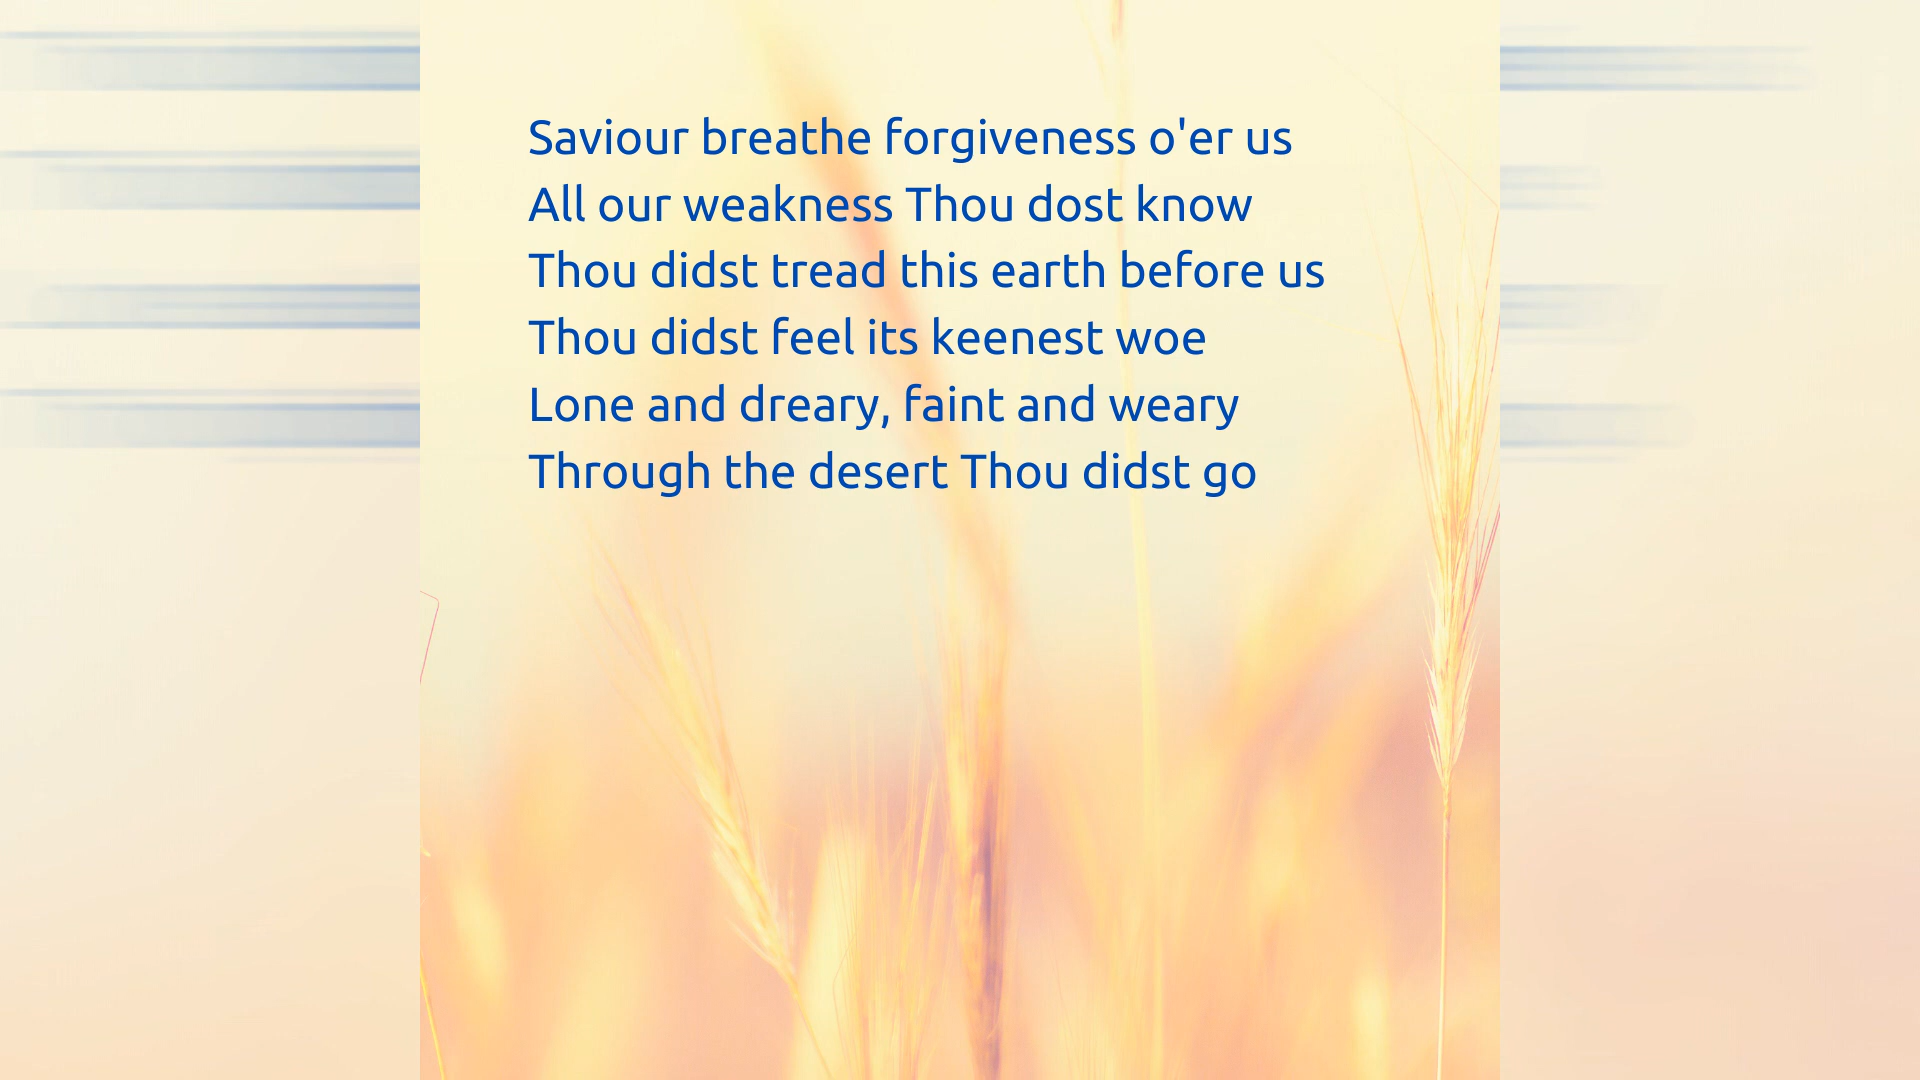 Saviour breathe forgiveness o'er us
All our weakness Thou dost know
Thou didst tread this earth before us
Thou didst feel its keenest woe
Lone and dreary, faint and weary
Through the desert Thou didst go